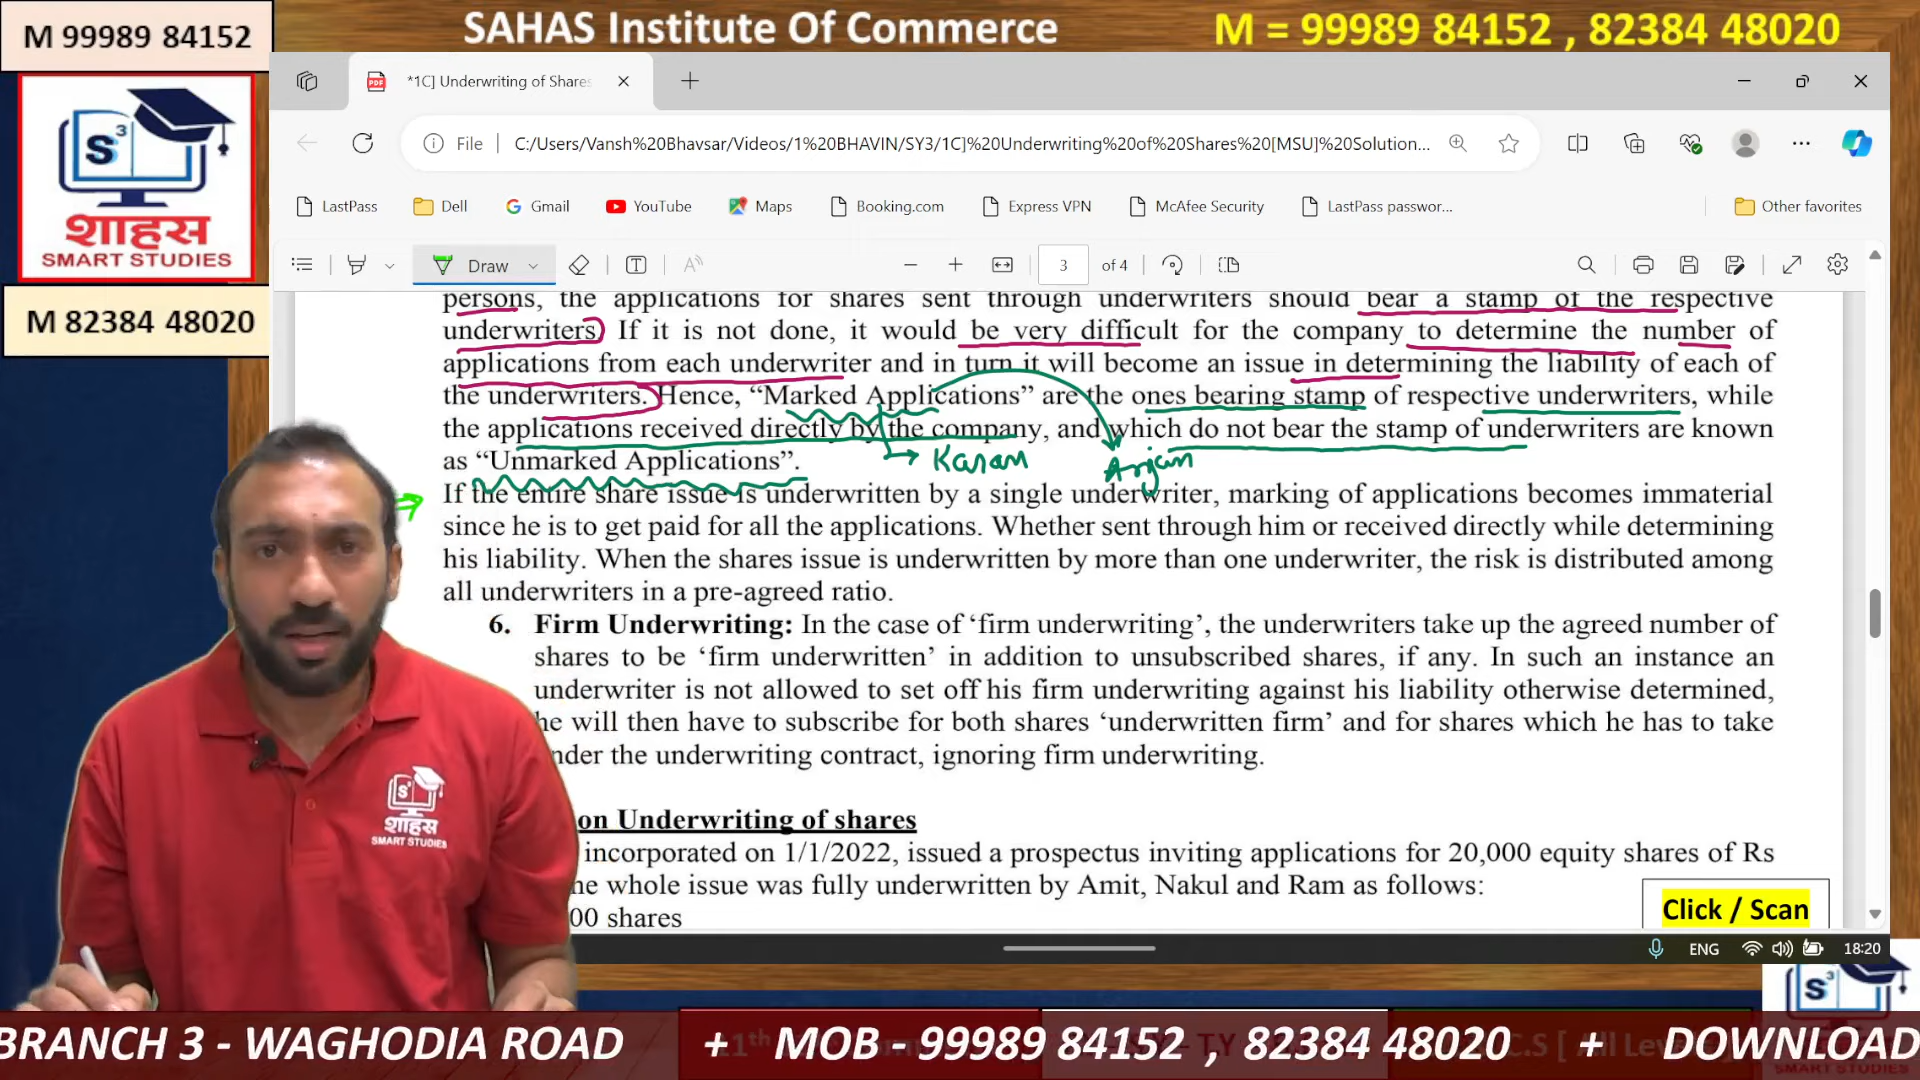 M 99989 84152
SAHAS Institute Of Commerce
M = 99989 84152 , 82384 48020
S³
शाहस
SMART STUDIES
M 82384 48020
*1C] Underwriting of Shares
File
C:/Users/Vansh%20Bhavsar/Videos/1%20BHAVIN/SY3/1C]%20Underwriting%20of%20Shares%20[MSU]%20Solution...
LastPass
Dell
Gmail
YouTube
Maps
Booking.com
Express VPN
McAfee Security
LastPass passwor...
Other favorites
Draw
3
of 4
persons, the applications for shares sent through underwriters should bear a stamp of the respective
underwriters. If it is not done, it would be very difficult for the company to determine the number of
applications from each underwriter and in turn it will become an issue in determining the liability of each of
the underwriters. Hence, “Marked Applications” are the ones bearing stamp of respective underwriters, while
the applications received directly by the company, and which do not bear the stamp of underwriters are known
as “Unmarked Applications”.
Karam
Arjun
If the entire share issue is underwritten by a single underwriter, marking of applications becomes immaterial
since he is to get paid for all the applications. Whether sent through him or received directly while determining
his liability. When the shares issue is underwritten by more than one underwriter, the risk is distributed among
all underwriters in a pre-agreed ratio.
6. Firm Underwriting: In the case of ‘firm underwriting’, the underwriters take up the agreed number of
shares to be ‘firm underwritten’ in addition to unsubscribed shares, if any. In such an instance an
underwriter is not allowed to set off his firm underwriting against his liability otherwise determined,
he will then have to subscribe for both shares ‘underwritten firm’ and for shares which he has to take
nder the underwriting contract, ignoring firm underwriting.
on Underwriting of shares
incorporated on 1/1/2022, issued a prospectus inviting applications for 20,000 equity shares of Rs
he whole issue was fully underwritten by Amit, Nakul and Ram as follows:
00 shares
Click / Scan
S³
शाहस
SMART STUDIES
ENG
18:20
S³
BRANCH 3 - WAGHODIA ROAD + MOB - 99989 84152 , 82384 48020 + DOWNLOAD
SMART STUDIES